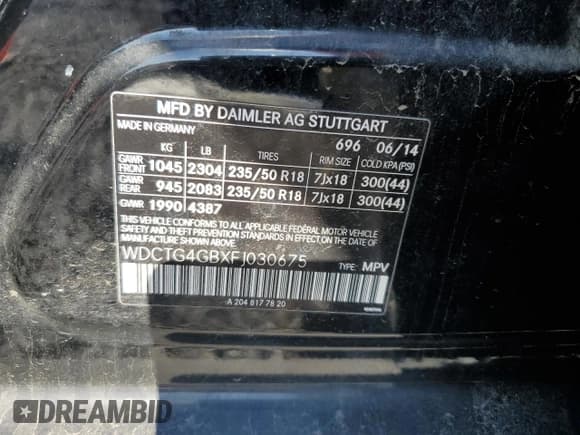 MFD BY DAIMLER AG STUTTGART
MADE IN GERMANY 696 06/14
KG LB TIRES RIM SIZE COLD KPA (PSI)
GAWR FRONT 1045 2304 235/50 R18 7Jx18 300(44)
GAWR REAR 945 2083 235/50 R18 7Jx18 300(44)
GVWR 1990 4387
THIS VEHICLE CONFORMS TO ALL APPLICABLE FEDERAL MOTOR VEHICLE
SAFETY AND THEFT PREVENTION STANDARDS IN EFFECT ON THE DATE
OF MANUFACTURE SHOWN ABOVE.
WDCTG4GBXFJ030675 TYPE: MPV
A 204 817 78 20
DREAMBID